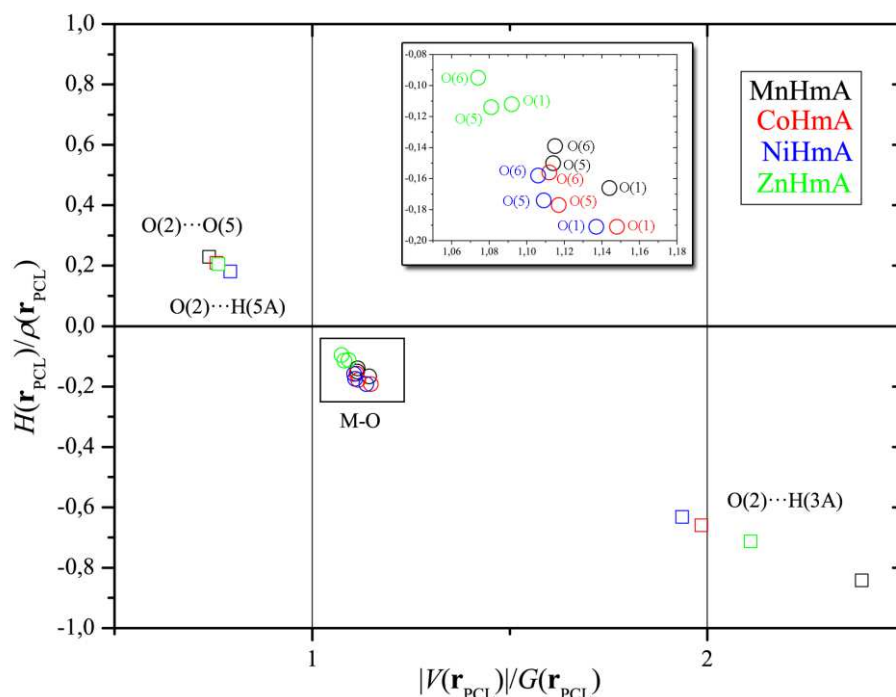 1,0
0,8
0,6
0,4
0,2
0,0
-0,2
-0,4
-0,6
-0,8
-1,0
H(r_PCL)/ρ(r_PCL)
-0,08
-0,10
-0,12
-0,14
-0,16
-0,18
-0,20
1,06 1,08 1,10 1,12 1,14 1,16 1,18
O(6)
O(1)
O(5)
O(6)
O(5)
O(6)
O(6)
O(1)
O(5)
O(5)
O(1)
O(1)
MnHmA
CoHmA
NiHmA
ZnHmA
O(2)···O(5)
O(2)···H(5A)
M-O
O(2)···H(3A)
1 2
|V(r_PCL)|/G(r_PCL)